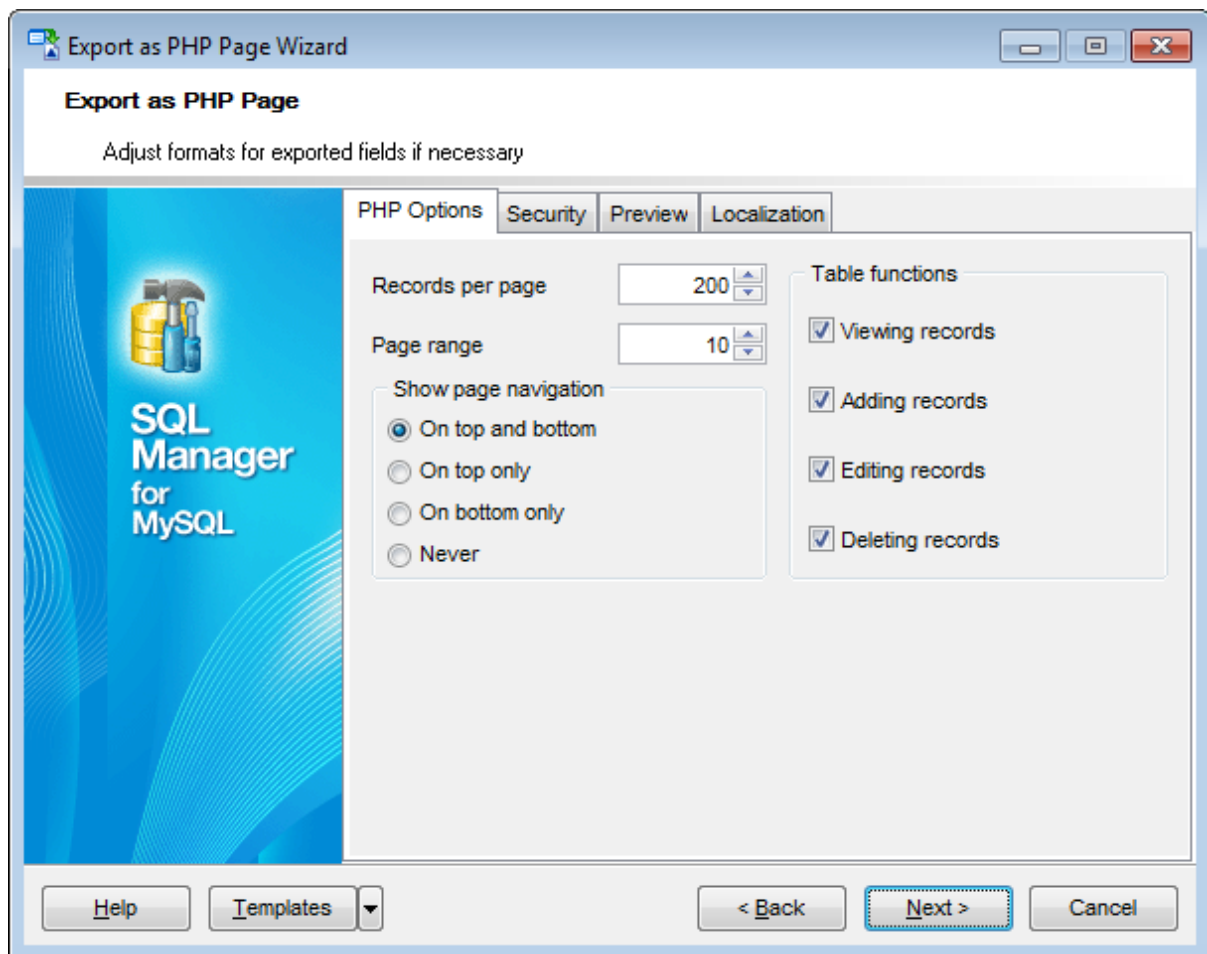 Export as PHP Page Wizard
Export as PHP Page
Adjust formats for exported fields if necessary
PHP Options
Security
Preview
Localization
SQL
Manager
for
MySQL
Records per page
200
Page range
10
Show page navigation
On top and bottom
On top only
On bottom only
Never
Table functions
Viewing records
Adding records
Editing records
Deleting records
Help
Templates
< Back
Next >
Cancel